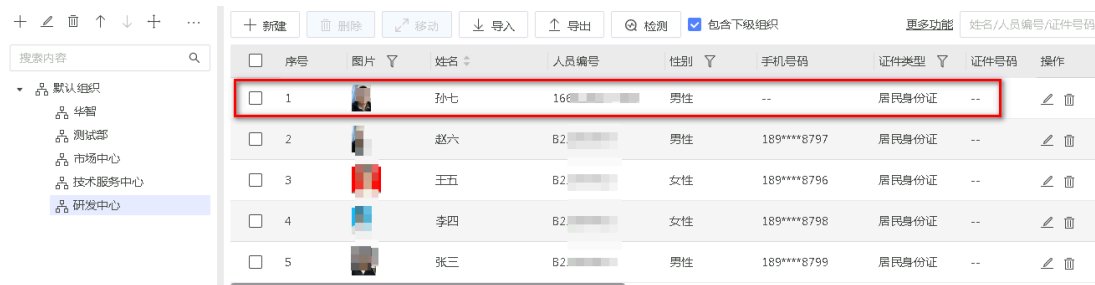 新建 删除 移动 导入 导出 检测 包含下级组织 更多功能 姓名/人员编号/证件号码
搜索内容
默认组织
华智
测试部
市场中心
技术服务中心
研发中心
序号 图片 姓名 人员编号 性别 手机号码 证件类型 证件号码 操作
1 孙七 166 男性 -- 居民身份证 --
2 赵六 B2 男性 189****8797 居民身份证 --
3 王五 B2 女性 189****8796 居民身份证 --
4 李四 B2 女性 189****8798 居民身份证 --
5 张三 B2 男性 189****8799 居民身份证 --